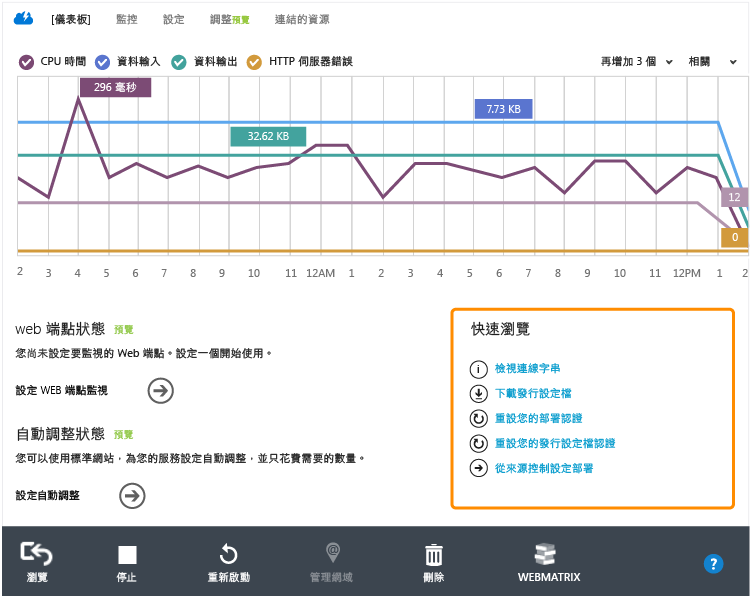 [儀表板] 監控 設定 調整預覽 連結的資源
CPU 時間 資料輸入 資料輸出 HTTP 伺服器錯誤 再增加 3 個 相關
296 毫秒
7.73 KB
32.62 KB
12
0
2 3 4 5 6 7 8 9 10 11 12AM 1 2 3 4 5 6 7 8 9 10 11 12PM 1 2
web 端點狀態 預覽
您尚未設定要監視的 Web 端點。設定一個開始使用。
設定 WEB 端點監視
自動調整狀態 預覽
您可以使用標準網站，為您的服務設定自動調整，並只花費需要的數量。
設定自動調整
快速瀏覽
檢視連線字串
下載發行設定檔
重設您的部署認證
重設您的發行設定檔認證
從來源控制設定部署
瀏覽 停止 重新啟動 管理網域 刪除 WEBMATRIX ?